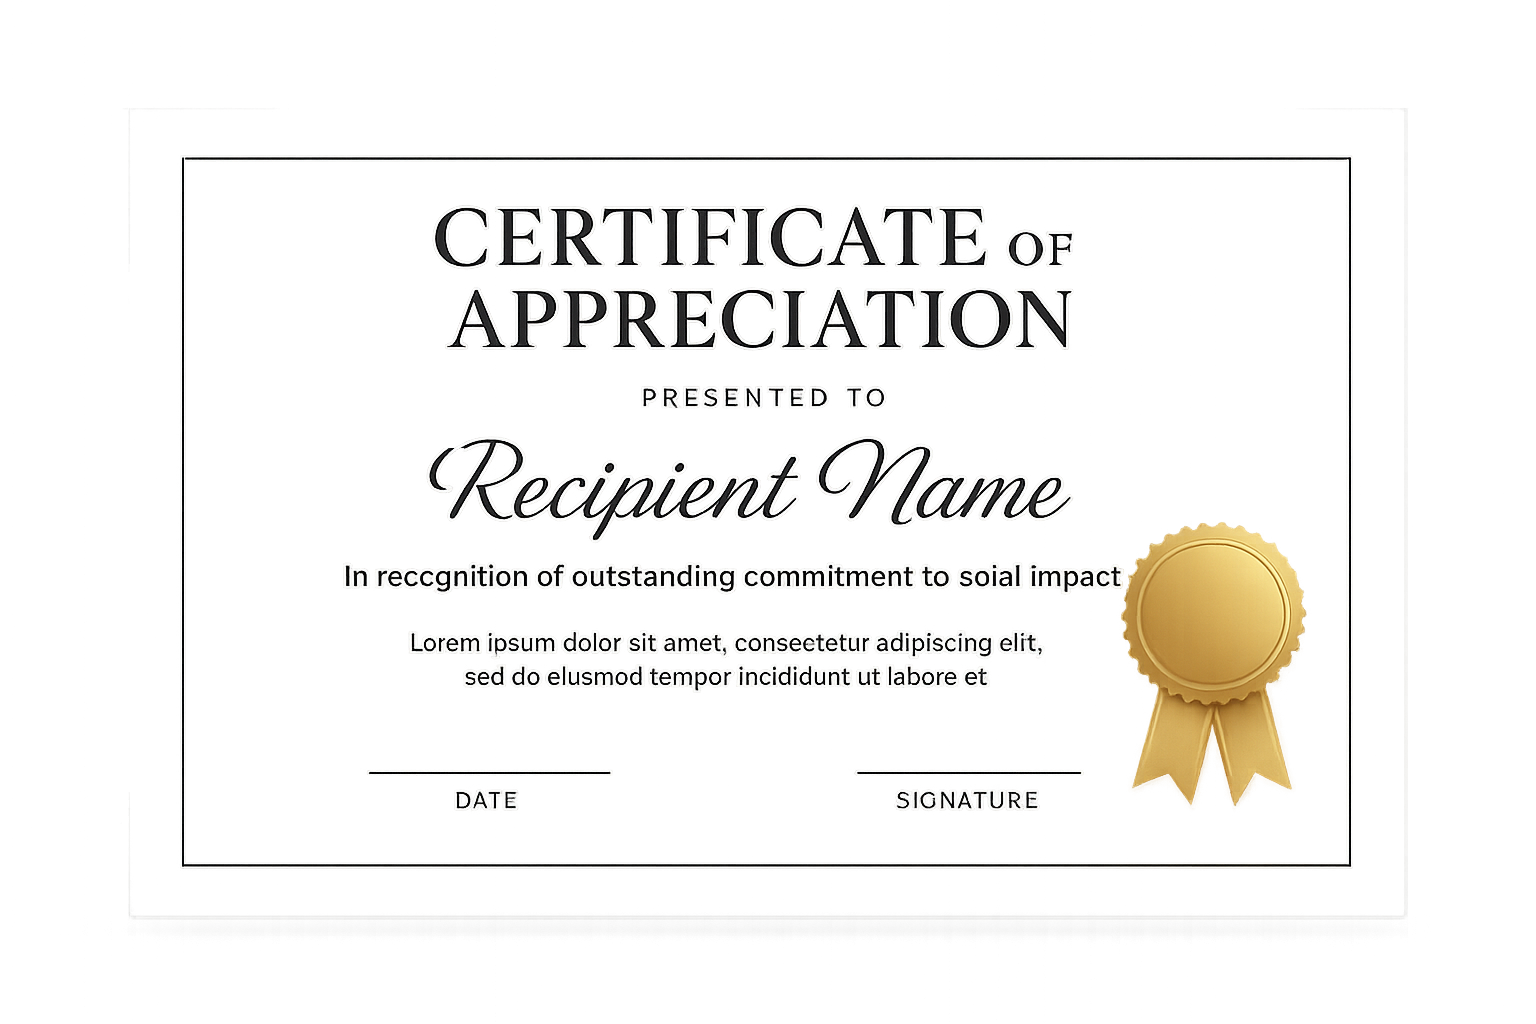 CERTIFICATE OF
APPRECIATION
PRESENTED TO
Recipient Name
In reccgnition of outstanding commitment to soial impact
Lorem ipsum dolor sit amet, consectetur adipiscing elit,
sed do elusmod tempor incididunt ut labore et
DATE
SIGNATURE